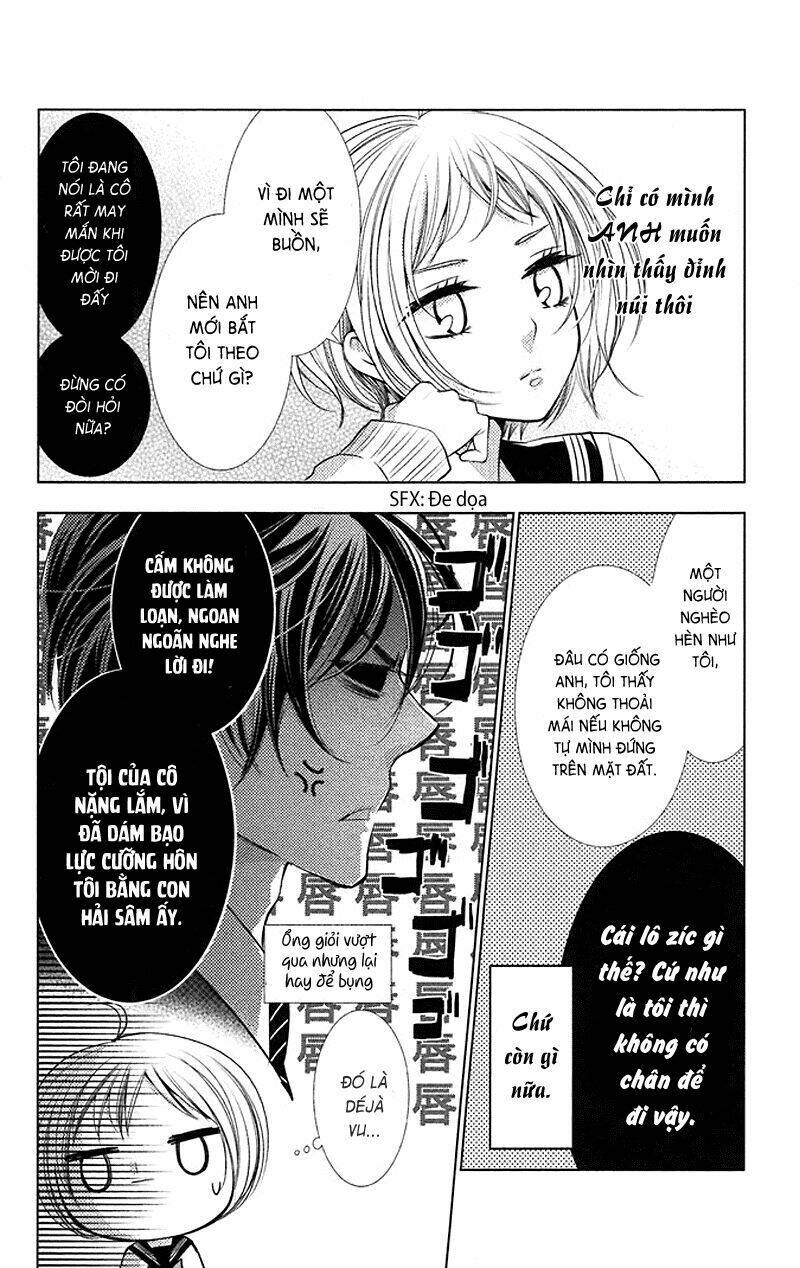 Chỉ có mình
ANH muốn
nhìn thấy đỉnh
núi thôi
VÌ ĐI MỘT
MÌNH SẼ
BUỒN,
NÊN ANH
MỚI BẮT
TÔI THEO
CHỨ GÌ?
TÔI ĐANG
NÓI LÀ CÔ
RẤT MAY
MẮN KHI
ĐƯỢC TÔI
MỜI ĐI
ĐẤY
ĐỪNG CÓ
ĐÒI HỎI
NỮA?
SFX: Đe dọa
MỘT
NGƯỜI
NGHÈO
HÈN NHƯ
TÔI,
ĐÂU CÓ GIỐNG
ANH, TÔI THẤY
KHÔNG THOẢI
MÁI NẾU KHÔNG
TỰ MÌNH ĐỨNG
TRÊN MẶT ĐẤT.
Cái lô zíc gì
thế? Cứ như
là tôi thì
không có
chân để
đi vậy.
Chứ
còn gì
nữa.
CẤM KHÔNG
ĐƯỢC LÀM
LOẠN, NGOAN
NGOÃN NGHE
LỜI ĐI!
TỘI CỦA CÔ
NẶNG LẮM, VÌ
ĐÃ DÁM BẠO
LỰC CƯỠNG HÔN
TÔI BẰNG CON
HẢI SÂM ẤY.
Ổng giỏi vượt
qua nhưng lại
hay để bụng
ĐÓ LÀ
DÉJÀ
VU...